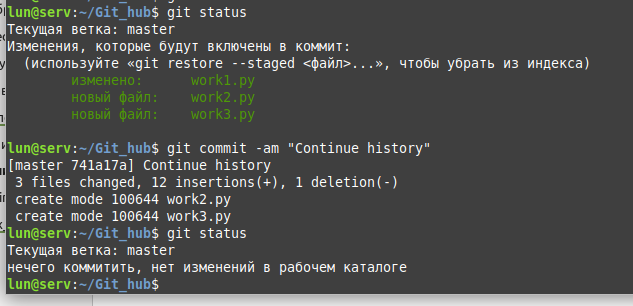 lun@serv:~/Git_hub$ git status
Текущая ветка: master
Изменения, которые будут включены в коммит:
(используйте «git restore --staged <файл>...», чтобы убрать из индекса)
изменено: work1.py
новый файл: work2.py
новый файл: work3.py
lun@serv:~/Git_hub$ git commit -am "Continue history"
[master 741a17a] Continue history
3 files changed, 12 insertions(+), 1 deletion(-)
create mode 100644 work2.py
create mode 100644 work3.py
lun@serv:~/Git_hub$ git status
Текущая ветка: master
нечего коммитить, нет изменений в рабочем каталоге
lun@serv:~/Git_hub$